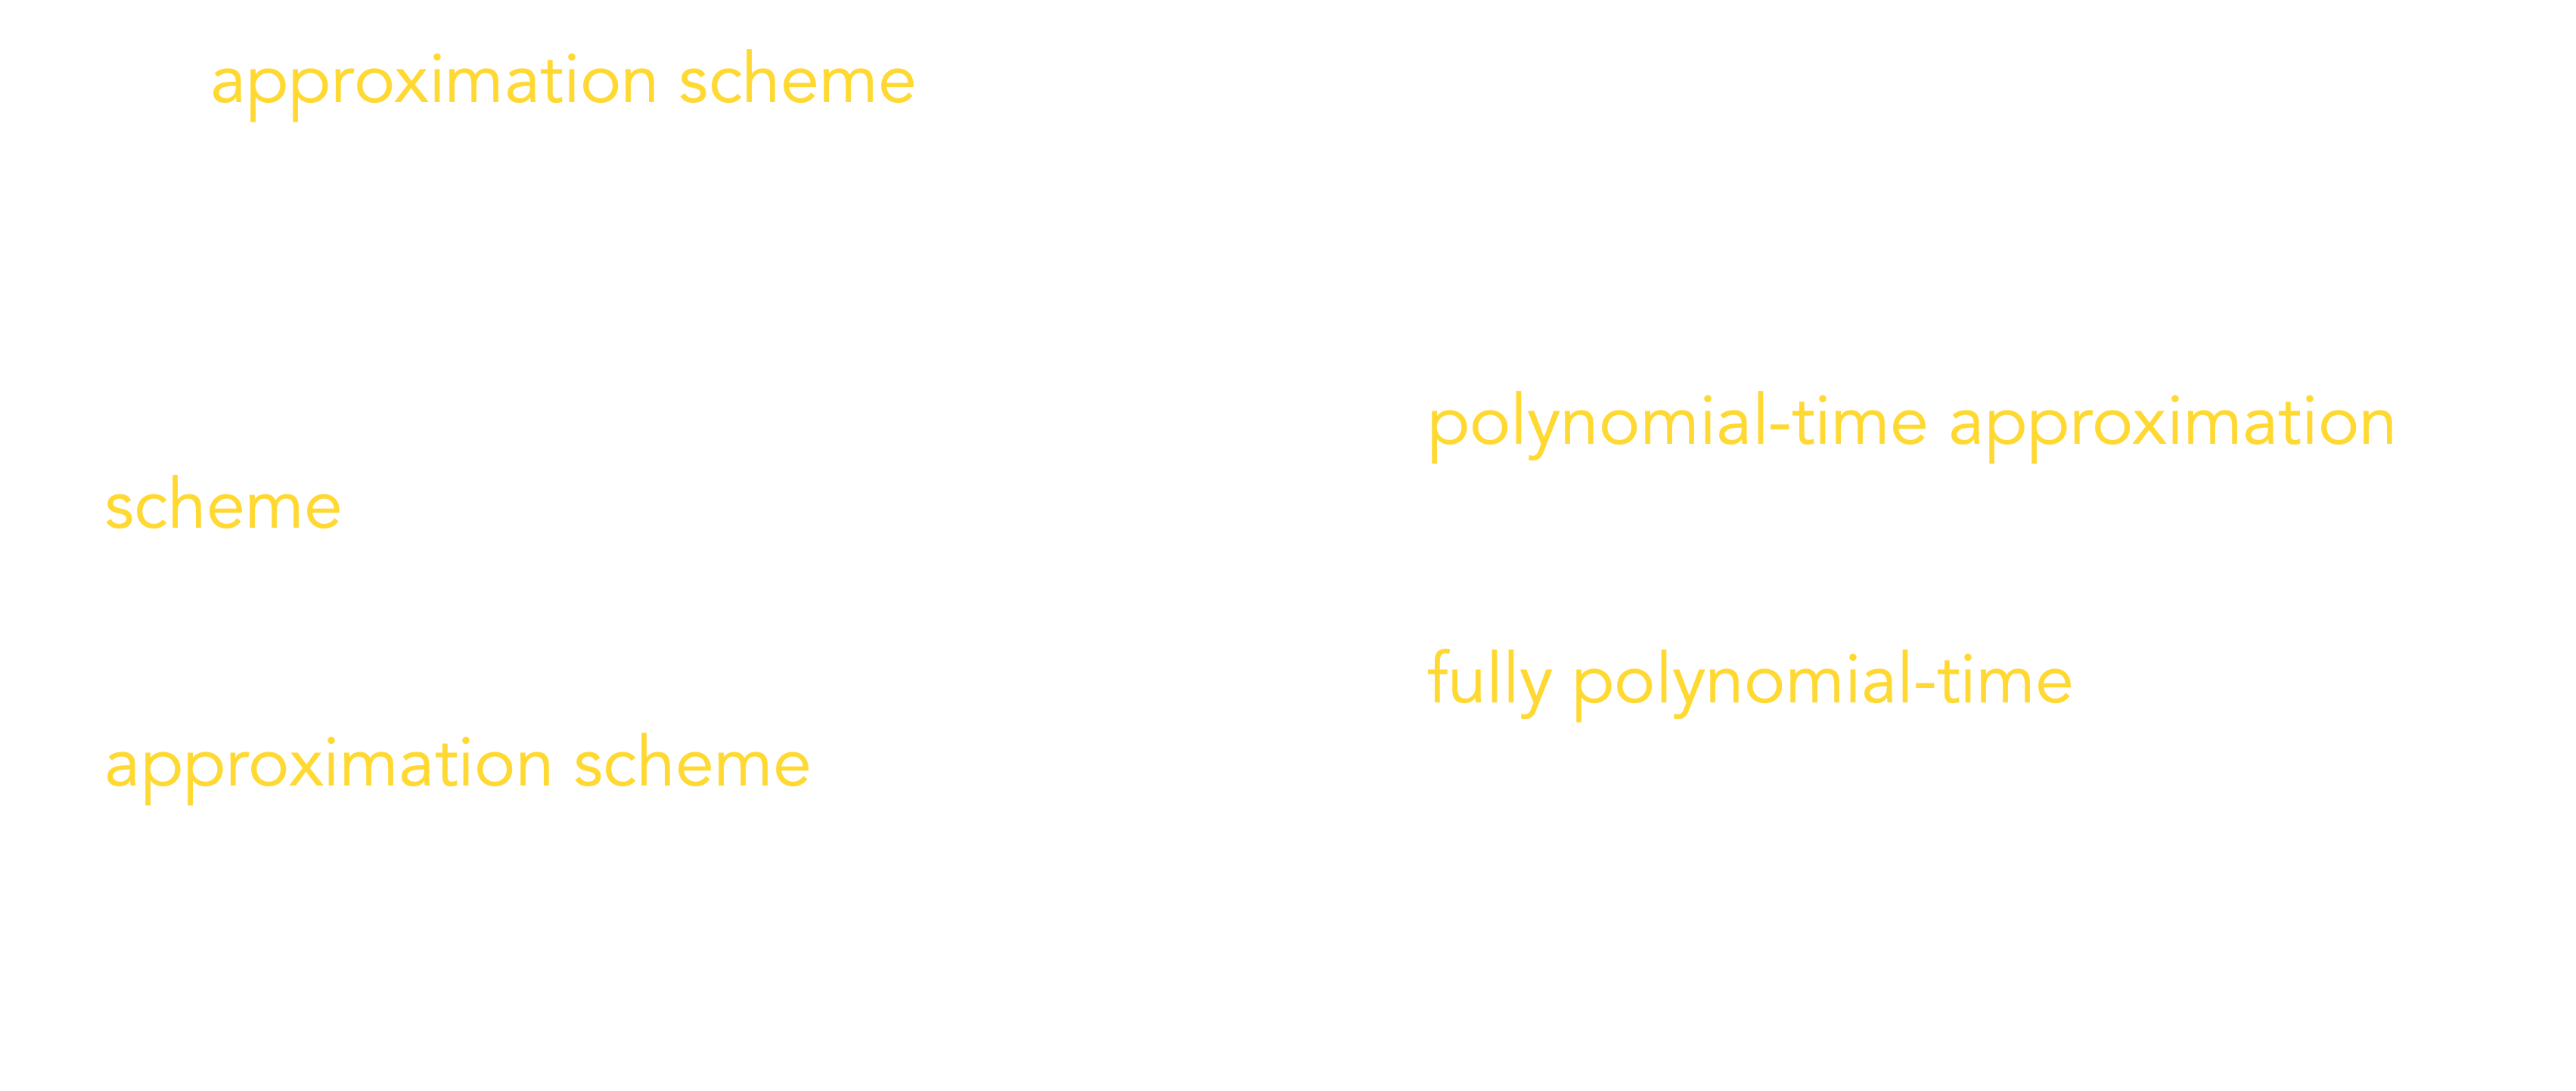 approximation scheme
polynomial-time approximation
scheme
fully polynomial-time
approximation scheme